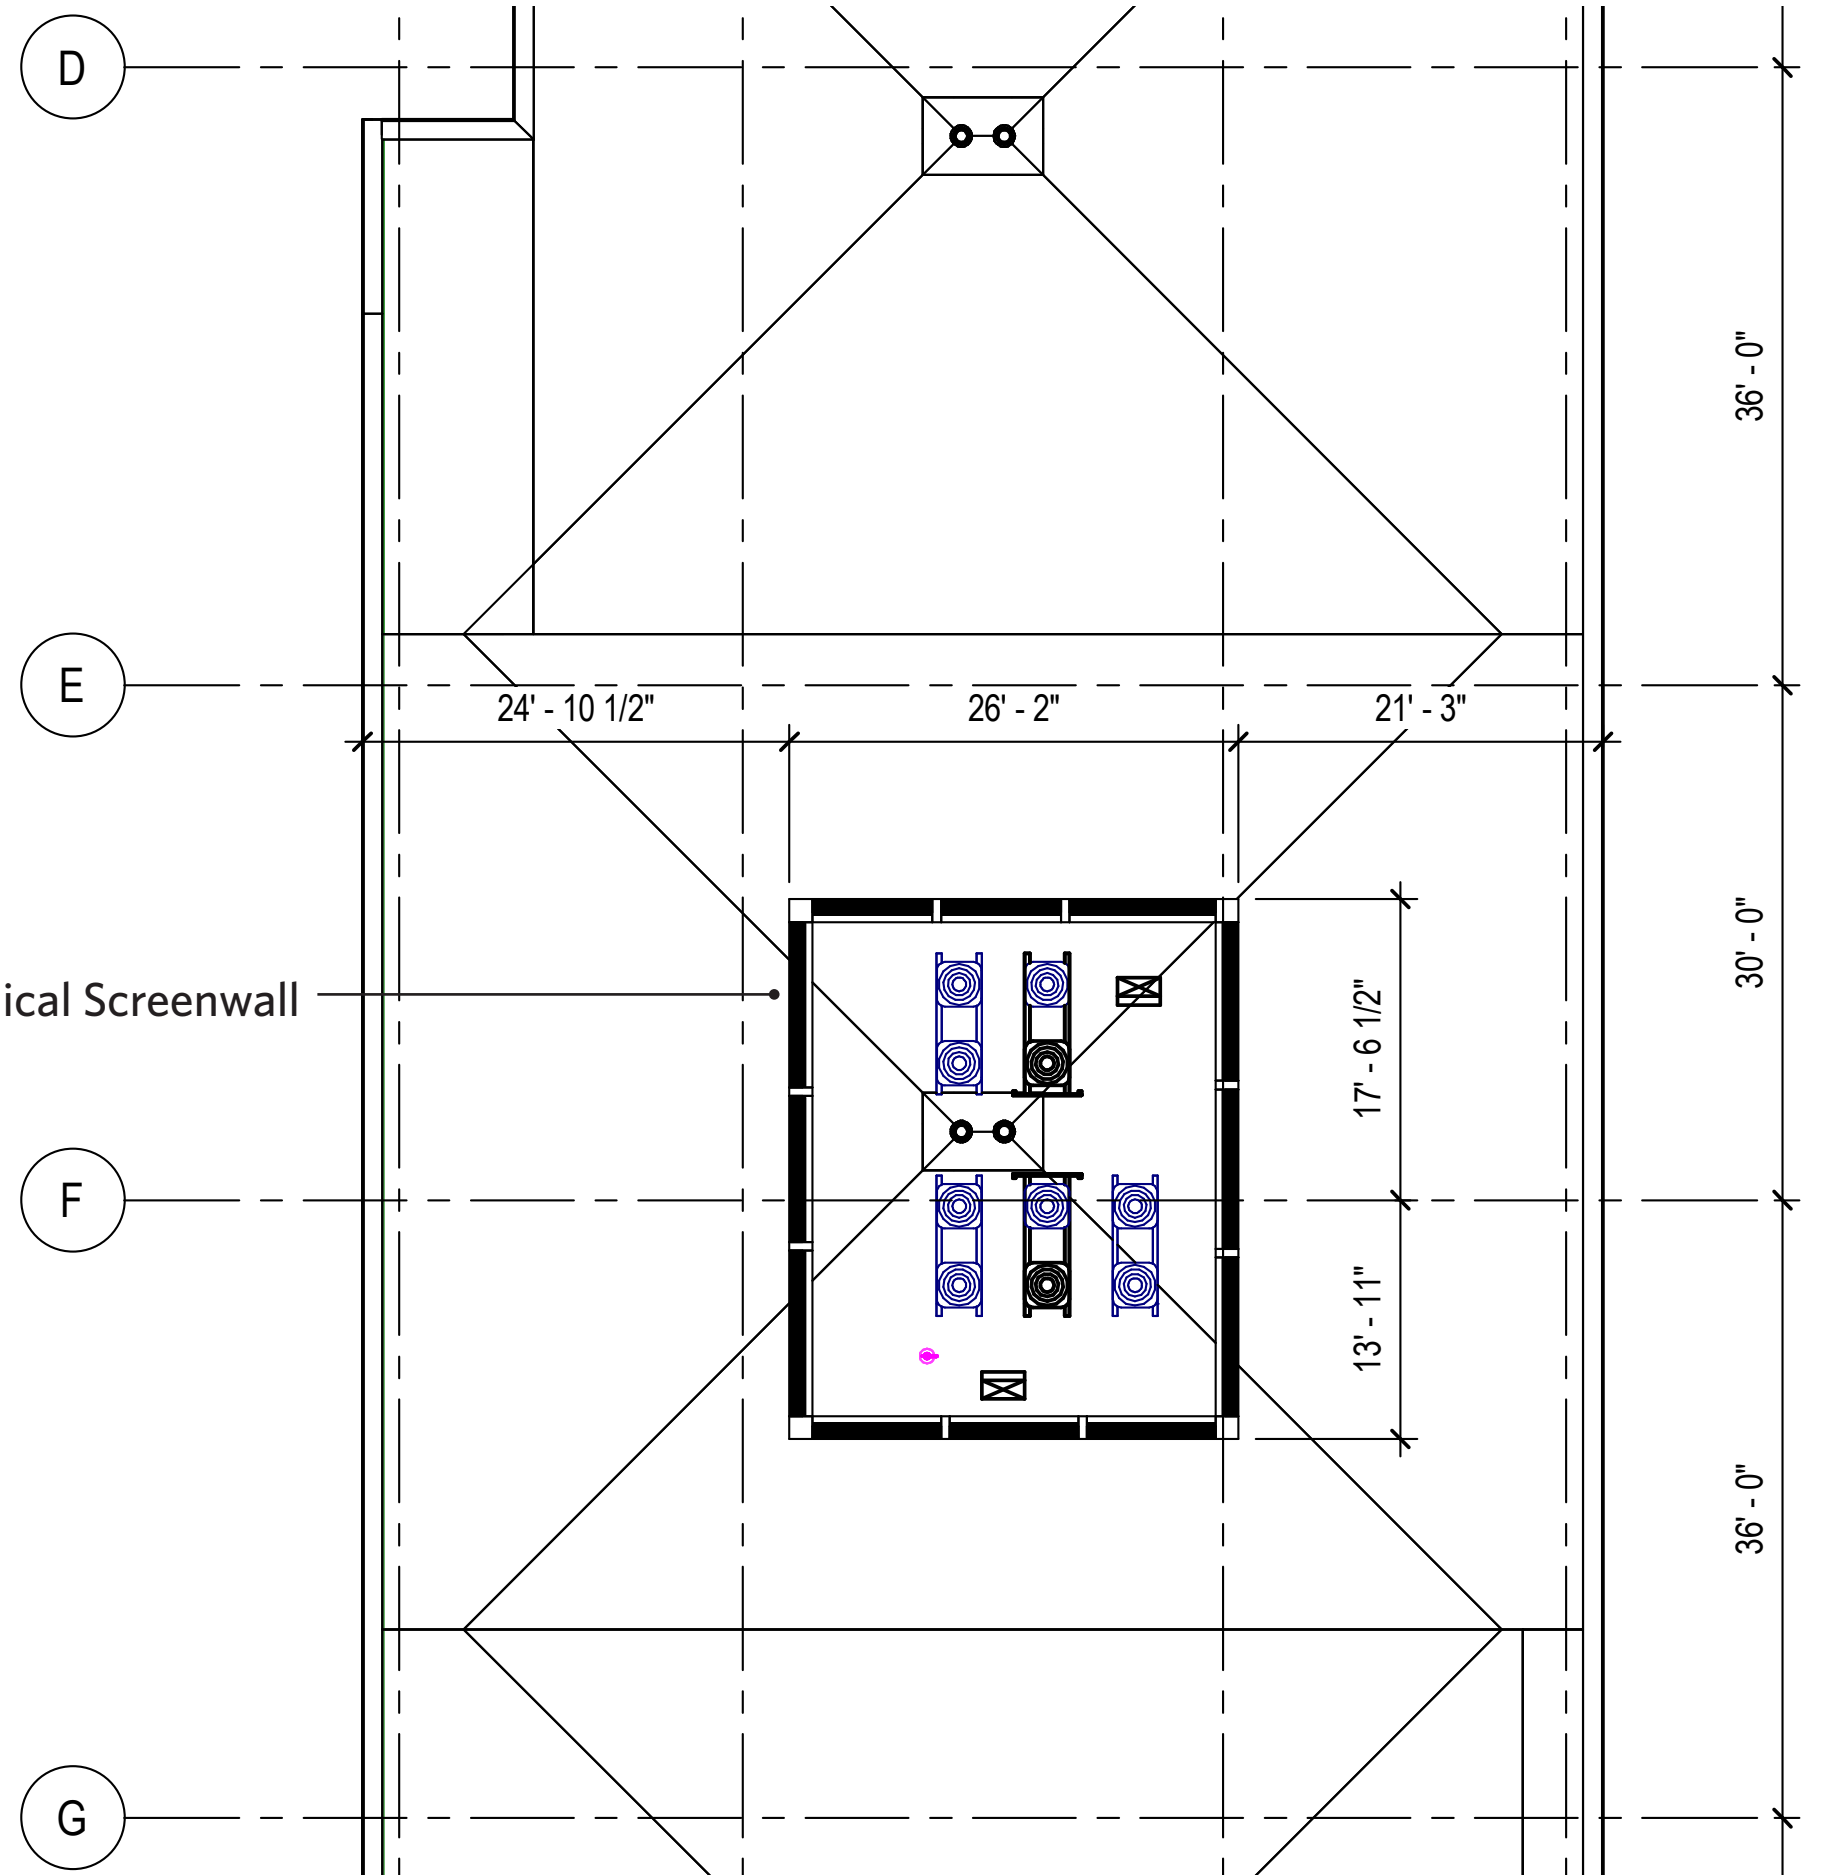 D
36' - 0"
E
24' - 10 1/2"
26' - 2"
21' - 3"
30' - 0"
ical Screenwall
17' - 6 1/2"
F
13' - 11"
36' - 0"
G